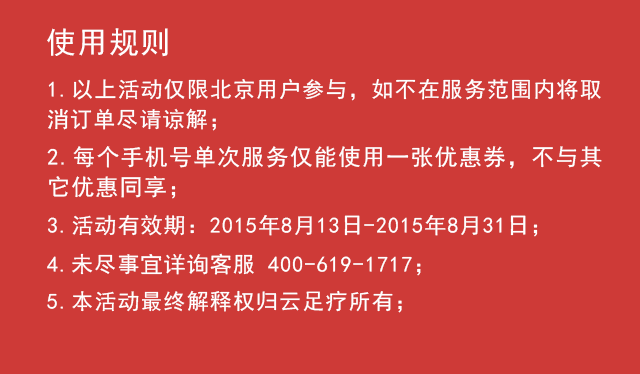 使用规则
1.以上活动仅限北京用户参与，如不在服务范围内将取
消订单尽请谅解；
2.每个手机号单次服务仅能使用一张优惠券，不与其
它优惠同享；
3.活动有效期：2015年8月13日-2015年8月31日；
4.未尽事宜详询客服 400-619-1717；
5.本活动最终解释权归云足疗所有；